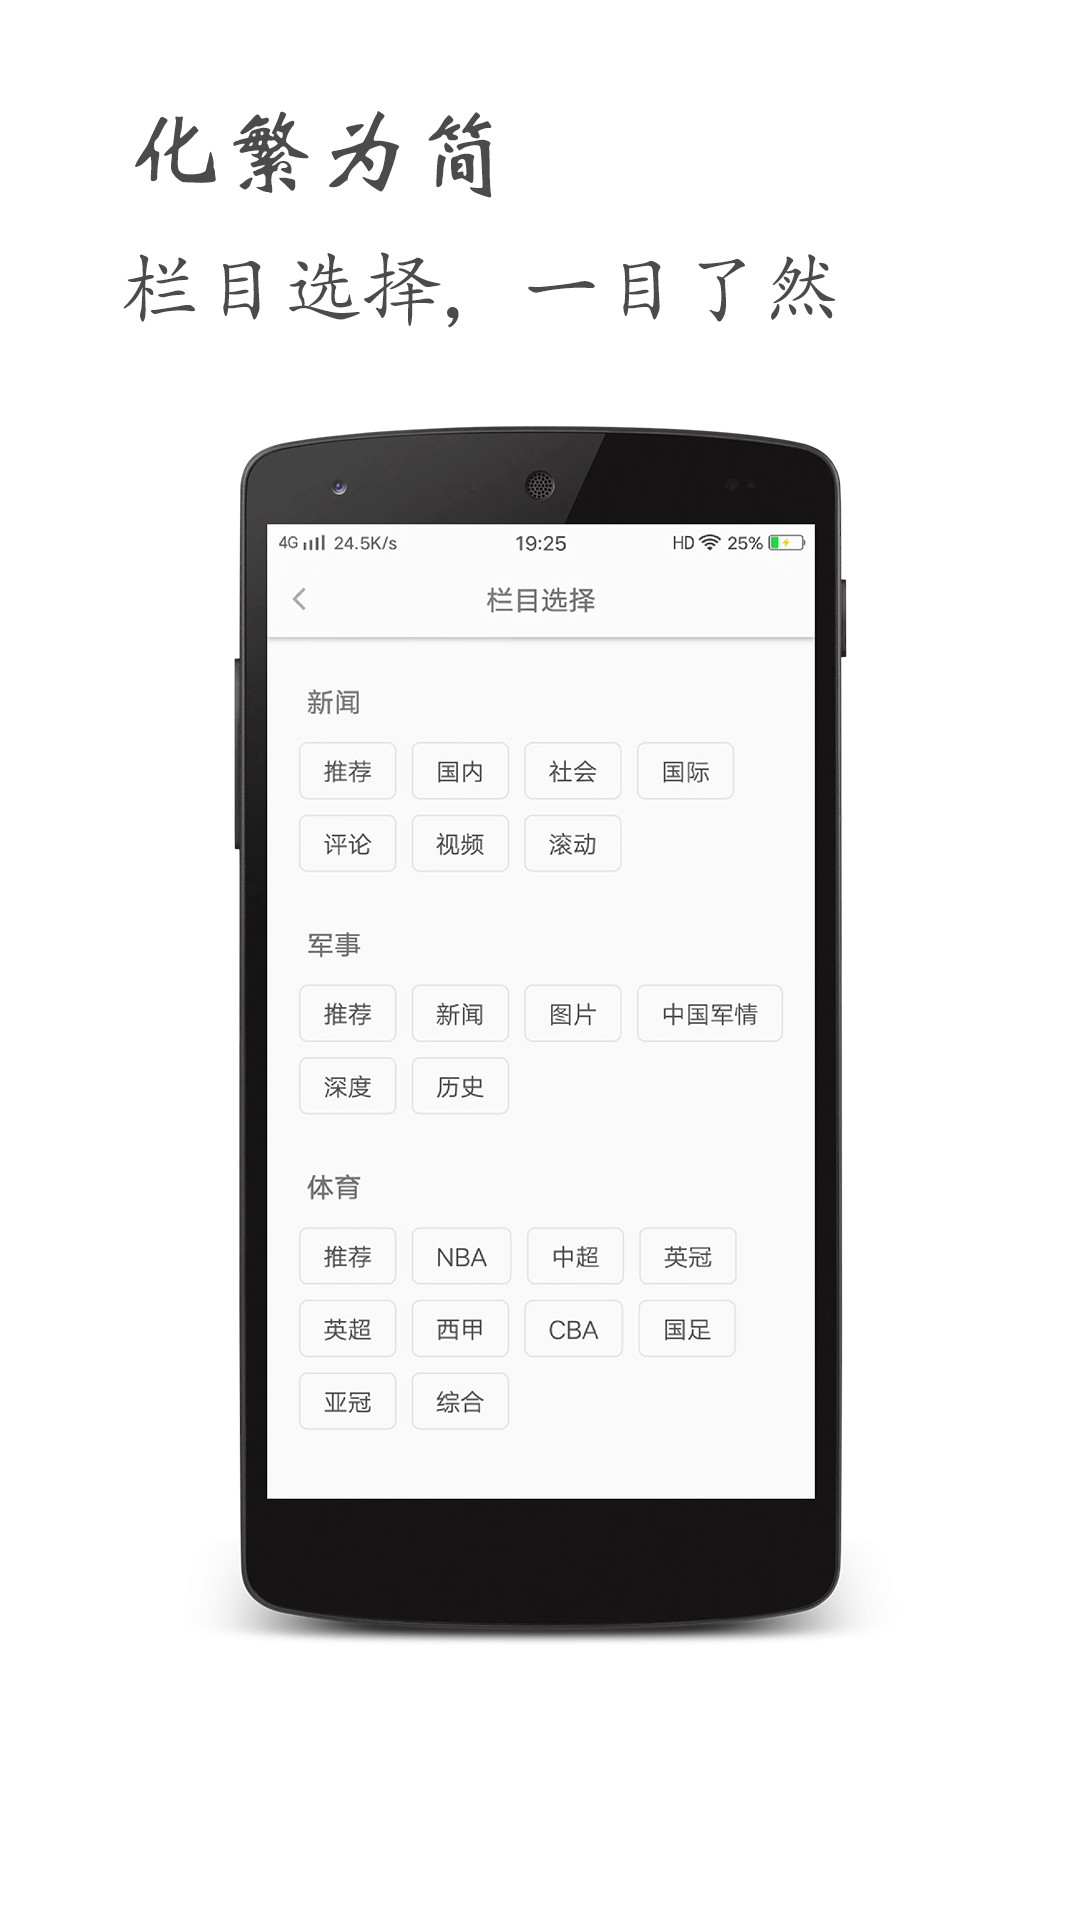 化繁为简
栏目选择，一目了然
4G 24.5K/s 19:25 HD 25%
栏目选择
新闻
推荐 国内 社会 国际
评论 视频 滚动
军事
推荐 新闻 图片 中国军情
深度 历史
体育
推荐 NBA 中超 英冠
英超 西甲 CBA 国足
亚冠 综合